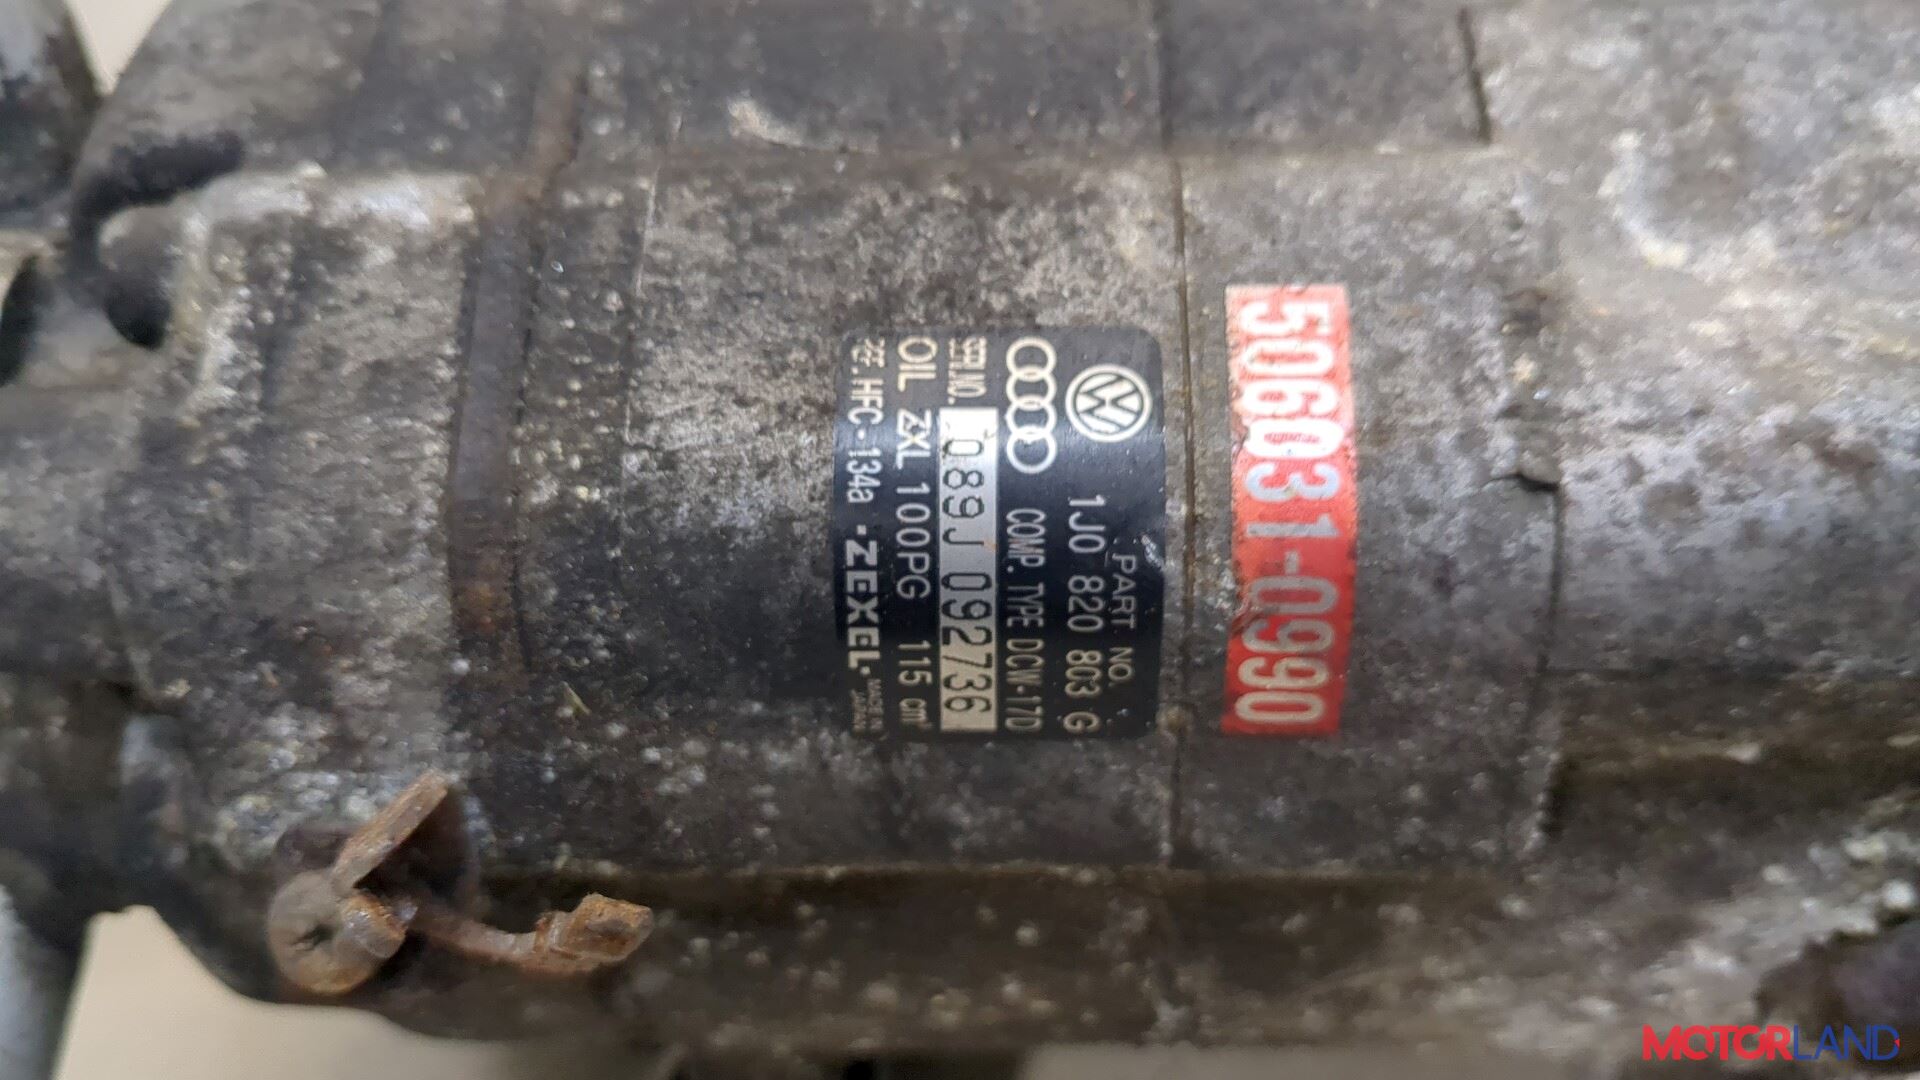 PART. NO.
1J0 820 803 G
COMP. TYPE DCW-17D
SERI.NO. 089J 092736
OIL ZXL 100PG 115 cm³
REF. HFC-134a ·ZEXEL· MADE IN JAPAN
506031-0990
MOTORLAND